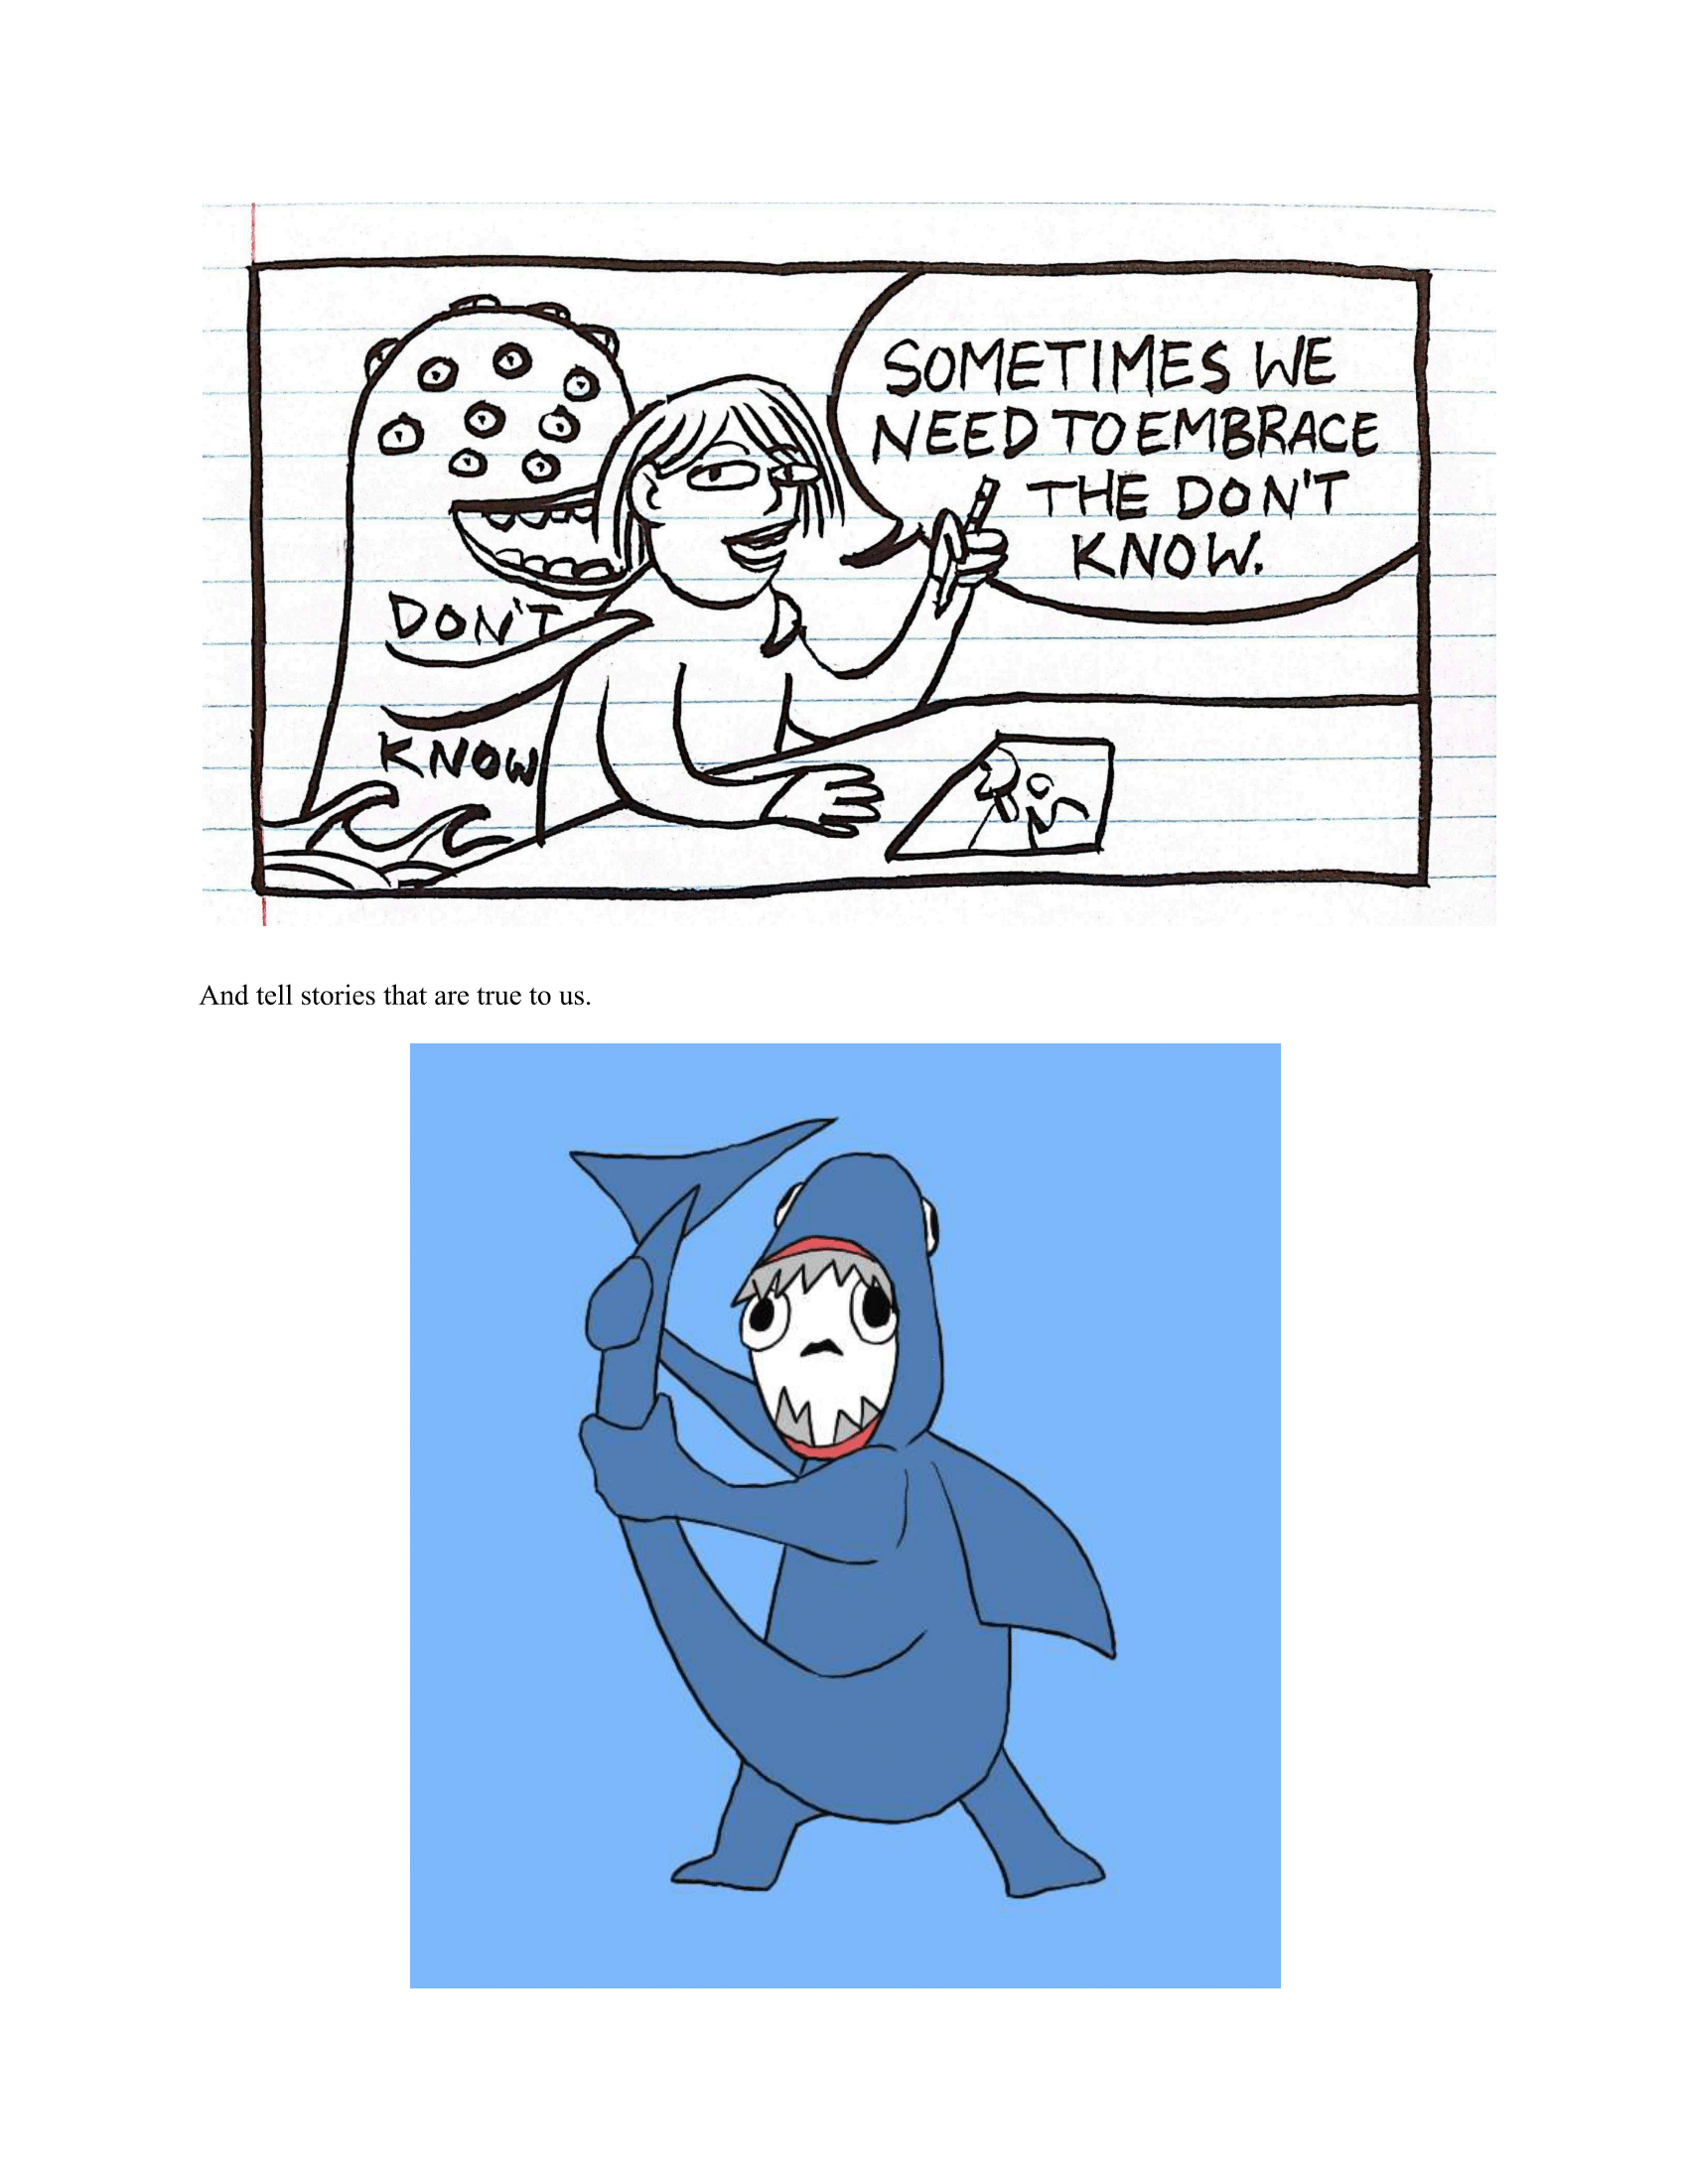 SOMETIMES WE
NEED TO EMBRACE
THE DON'T
KNOW.
DON'T
KNOW
And tell stories that are true to us.